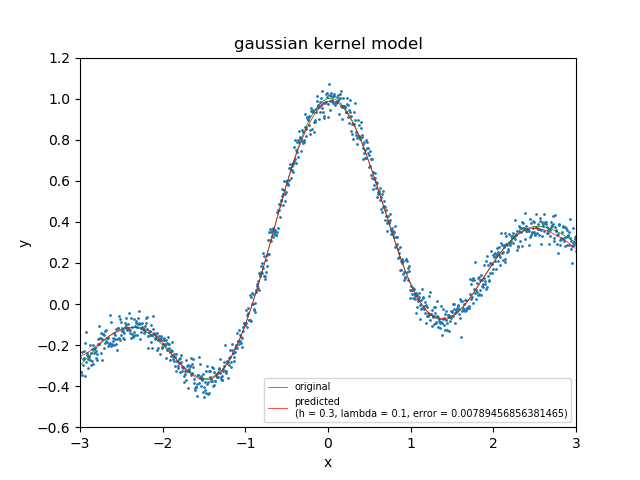 gaussian kernel model
1.2
1.0
0.8
0.6
0.4
0.2
0.0
−0.2
−0.4
−0.6
y
−3
−2
−1
0
1
2
3
x
original
predicted
(h = 0.3, lambda = 0.1, error = 0.00789456856381465)